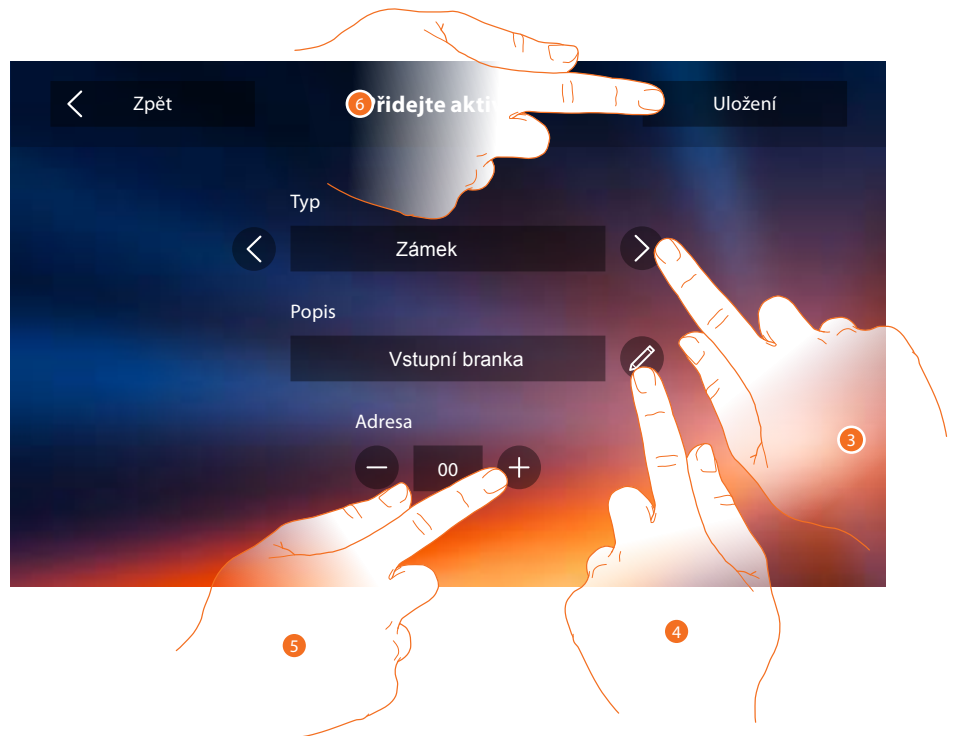 Zpět
6
řidejte akti
Uložení
Typ
Zámek
Popis
Vstupní branka
Adresa
00
3
4
5